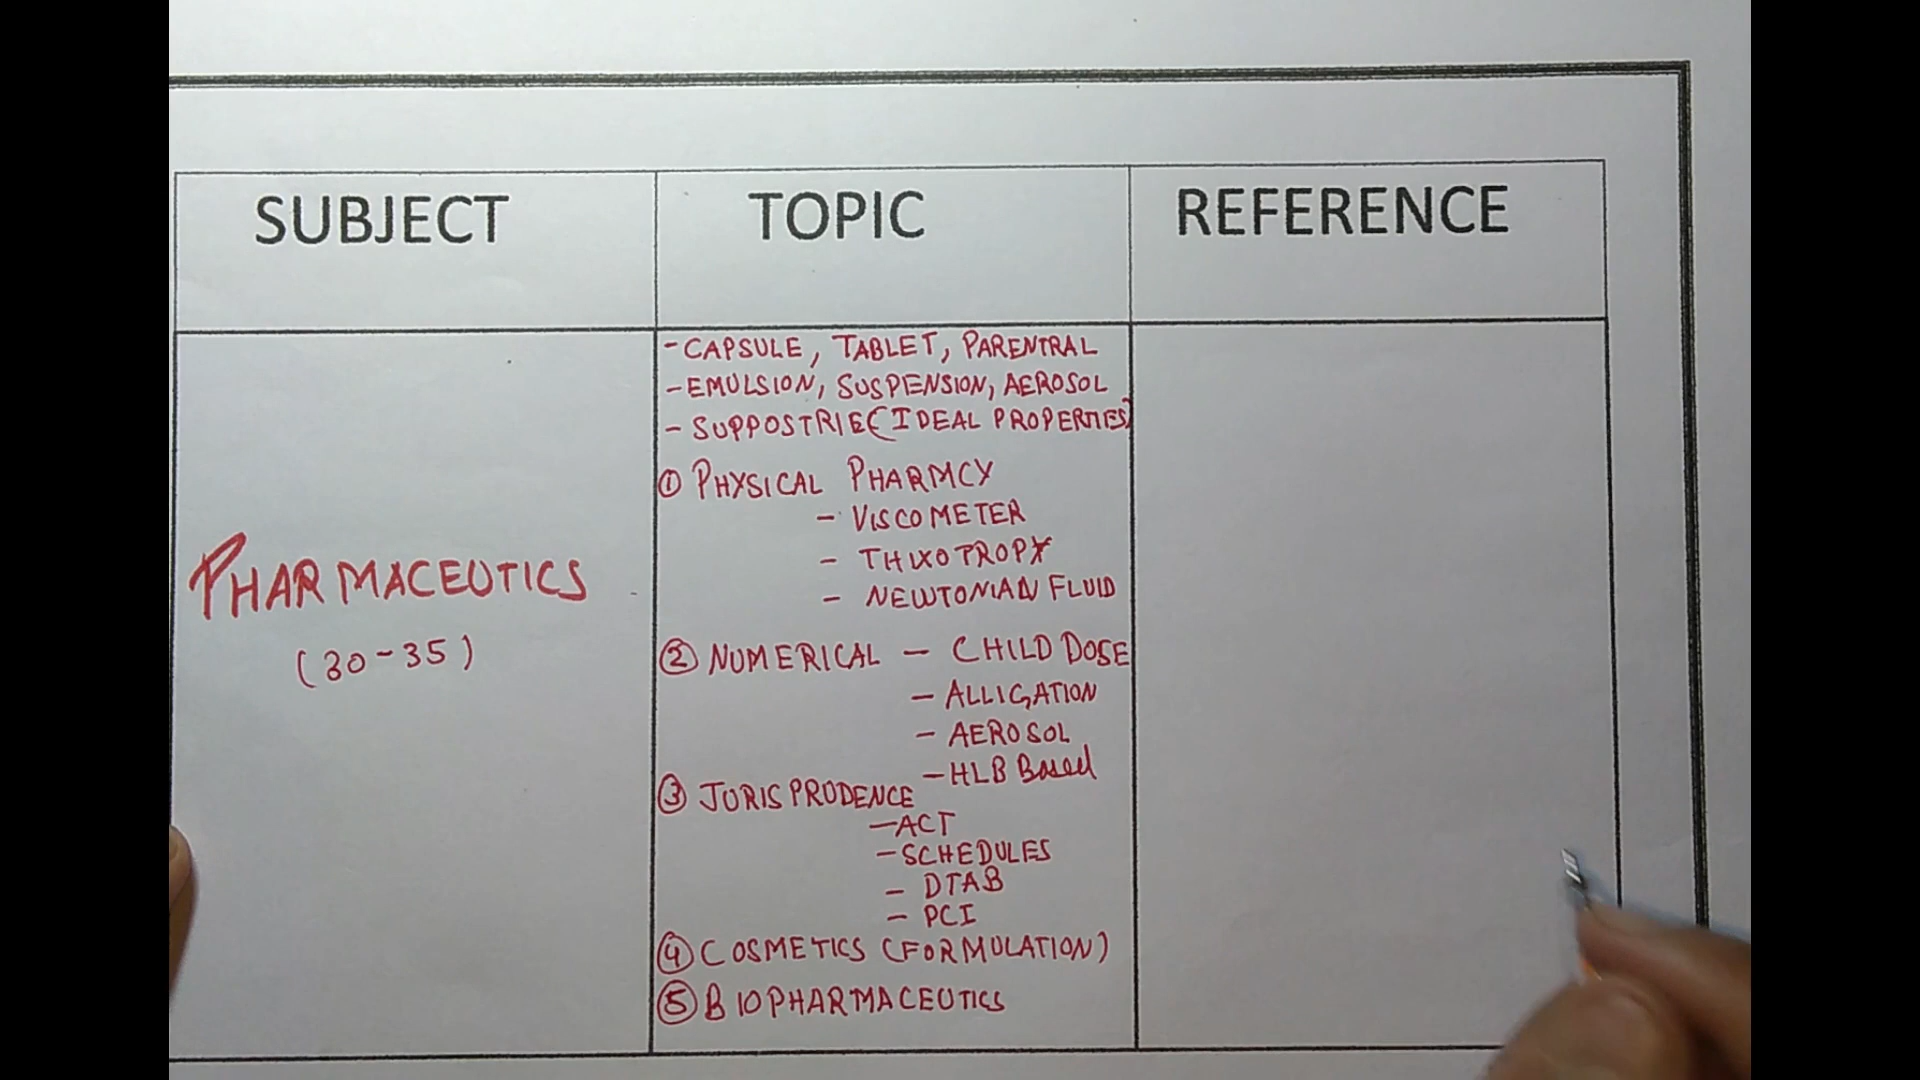 SUBJECT
TOPIC
REFERENCE
PHARMACEUTICS
(30-35)
- CAPSULE, TABLET, PARENTRAL
- EMULSION, SUSPENSION, AEROSOL
- SUPPOSTRIE (IDEAL PROPERTIES)
① PHYSICAL PHARMCY
- VISCOMETER
- THIXOTROPY
- NEWTONIAN FLUID
② NUMERICAL - CHILD DOSE
- ALLIGATION
- AEROSOL
- HLB Based
③ JURISPRUDENCE
- ACT
- SCHEDULES
- DTAB
- PCI
④ COSMETICS (FORMULATION)
⑤ BIOPHARMACEUTICS